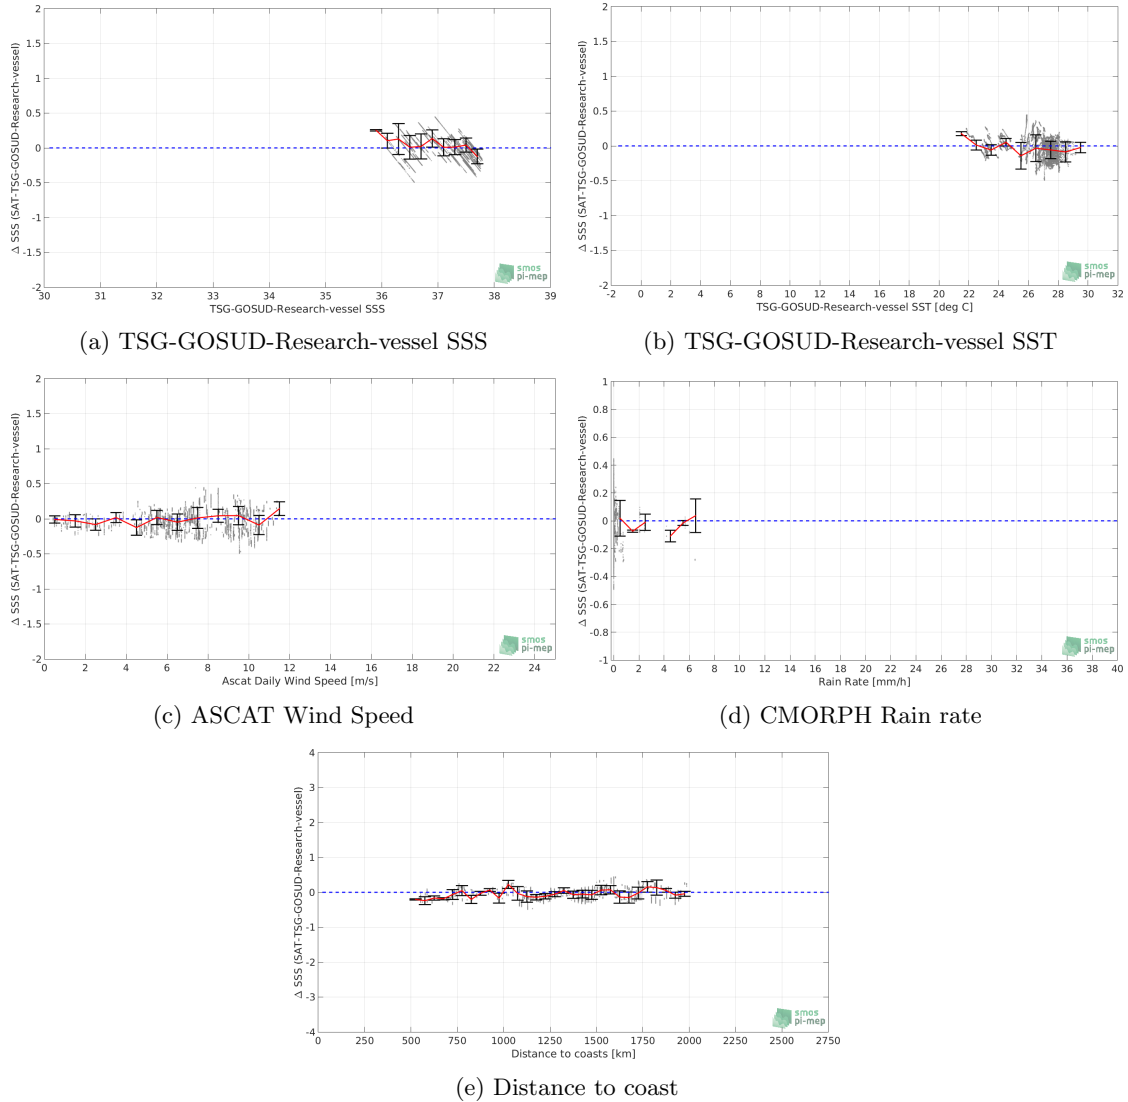 Δ SSS (SAT-TSG-GOSUD-Research-vessel)
2
1.5
1
0.5
0
-0.5
-1
-1.5
-2
30 31 32 33 34 35 36 37 38 39
TSG-GOSUD-Research-vessel SSS
smos
pi-mep
(a) TSG-GOSUD-Research-vessel SSS
Δ SSS (SAT-TSG-GOSUD-Research-vessel)
2
1.5
1
0.5
0
-0.5
-1
-1.5
-2
-2 0 2 4 6 8 10 12 14 16 18 20 22 24 26 28 30 32
TSG-GOSUD-Research-vessel SST [deg C]
smos
pi-mep
(b) TSG-GOSUD-Research-vessel SST
Δ SSS (SAT-TSG-GOSUD-Research-vessel)
2
1.5
1
0.5
0
-0.5
-1
-1.5
-2
0 2 4 6 8 10 12 14 16 18 20 22 24
Ascat Daily Wind Speed [m/s]
smos
pi-mep
(c) ASCAT Wind Speed
Δ SSS (SAT-TSG-GOSUD-Research-vessel)
1
0.8
0.6
0.4
0.2
0
-0.2
-0.4
-0.6
-0.8
-1
0 2 4 6 8 10 12 14 16 18 20 22 24 26 28 30 32 34 36 38 40
Rain Rate [mm/h]
smos
pi-mep
(d) CMORPH Rain rate
Δ SSS (SAT-TSG-GOSUD-Research-vessel)
4
3
2
1
0
-1
-2
-3
-4
0 250 500 750 1000 1250 1500 1750 2000 2250 2500 2750
Distance to coasts [km]
smos
pi-mep
(e) Distance to coast